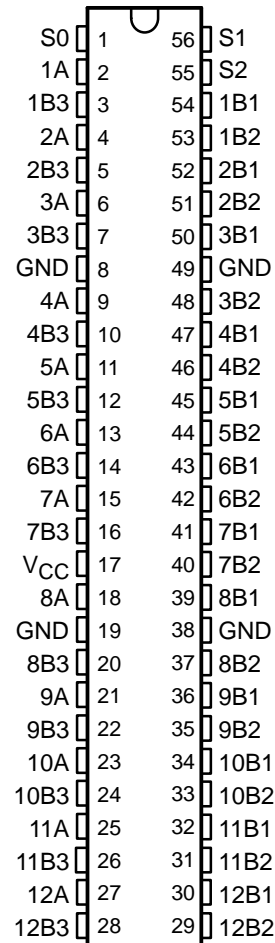 S0 1 56 S1
1A 2 55 S2
1B3 3 54 1B1
2A 4 53 1B2
2B3 5 52 2B1
3A 6 51 2B2
3B3 7 50 3B1
GND 8 49 GND
4A 9 48 3B2
4B3 10 47 4B1
5A 11 46 4B2
5B3 12 45 5B1
6A 13 44 5B2
6B3 14 43 6B1
7A 15 42 6B2
7B3 16 41 7B1
VCC 17 40 7B2
8A 18 39 8B1
GND 19 38 GND
8B3 20 37 8B2
9A 21 36 9B1
9B3 22 35 9B2
10A 23 34 10B1
10B3 24 33 10B2
11A 25 32 11B1
11B3 26 31 11B2
12A 27 30 12B1
12B3 28 29 12B2